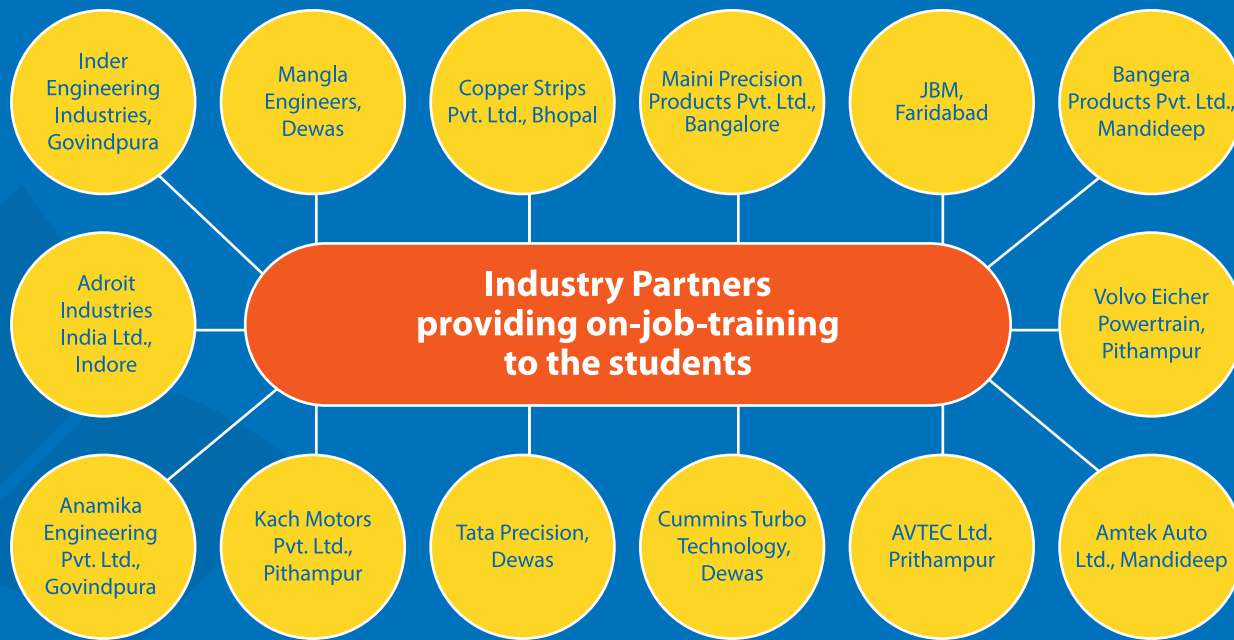 Inder
Engineering
Industries,
Govindpura
Mangla
Engineers,
Dewas
Copper Strips
Pvt. Ltd., Bhopal
Maini Precision
Products Pvt. Ltd.,
Bangalore
JBM,
Faridabad
Bangera
Products Pvt. Ltd.,
Mandideep
Adroit
Industries
India Ltd.,
Indore
Industry Partners
providing on-job-training
to the students
Volvo Eicher
Powertrain,
Pithampur
Anamika
Engineering
Pvt. Ltd.,
Govindpura
Kach Motors
Pvt. Ltd.,
Pithampur
Tata Precision,
Dewas
Cummins Turbo
Technology,
Dewas
AVTEC Ltd.
Prithampur
Amtek Auto
Ltd., Mandideep